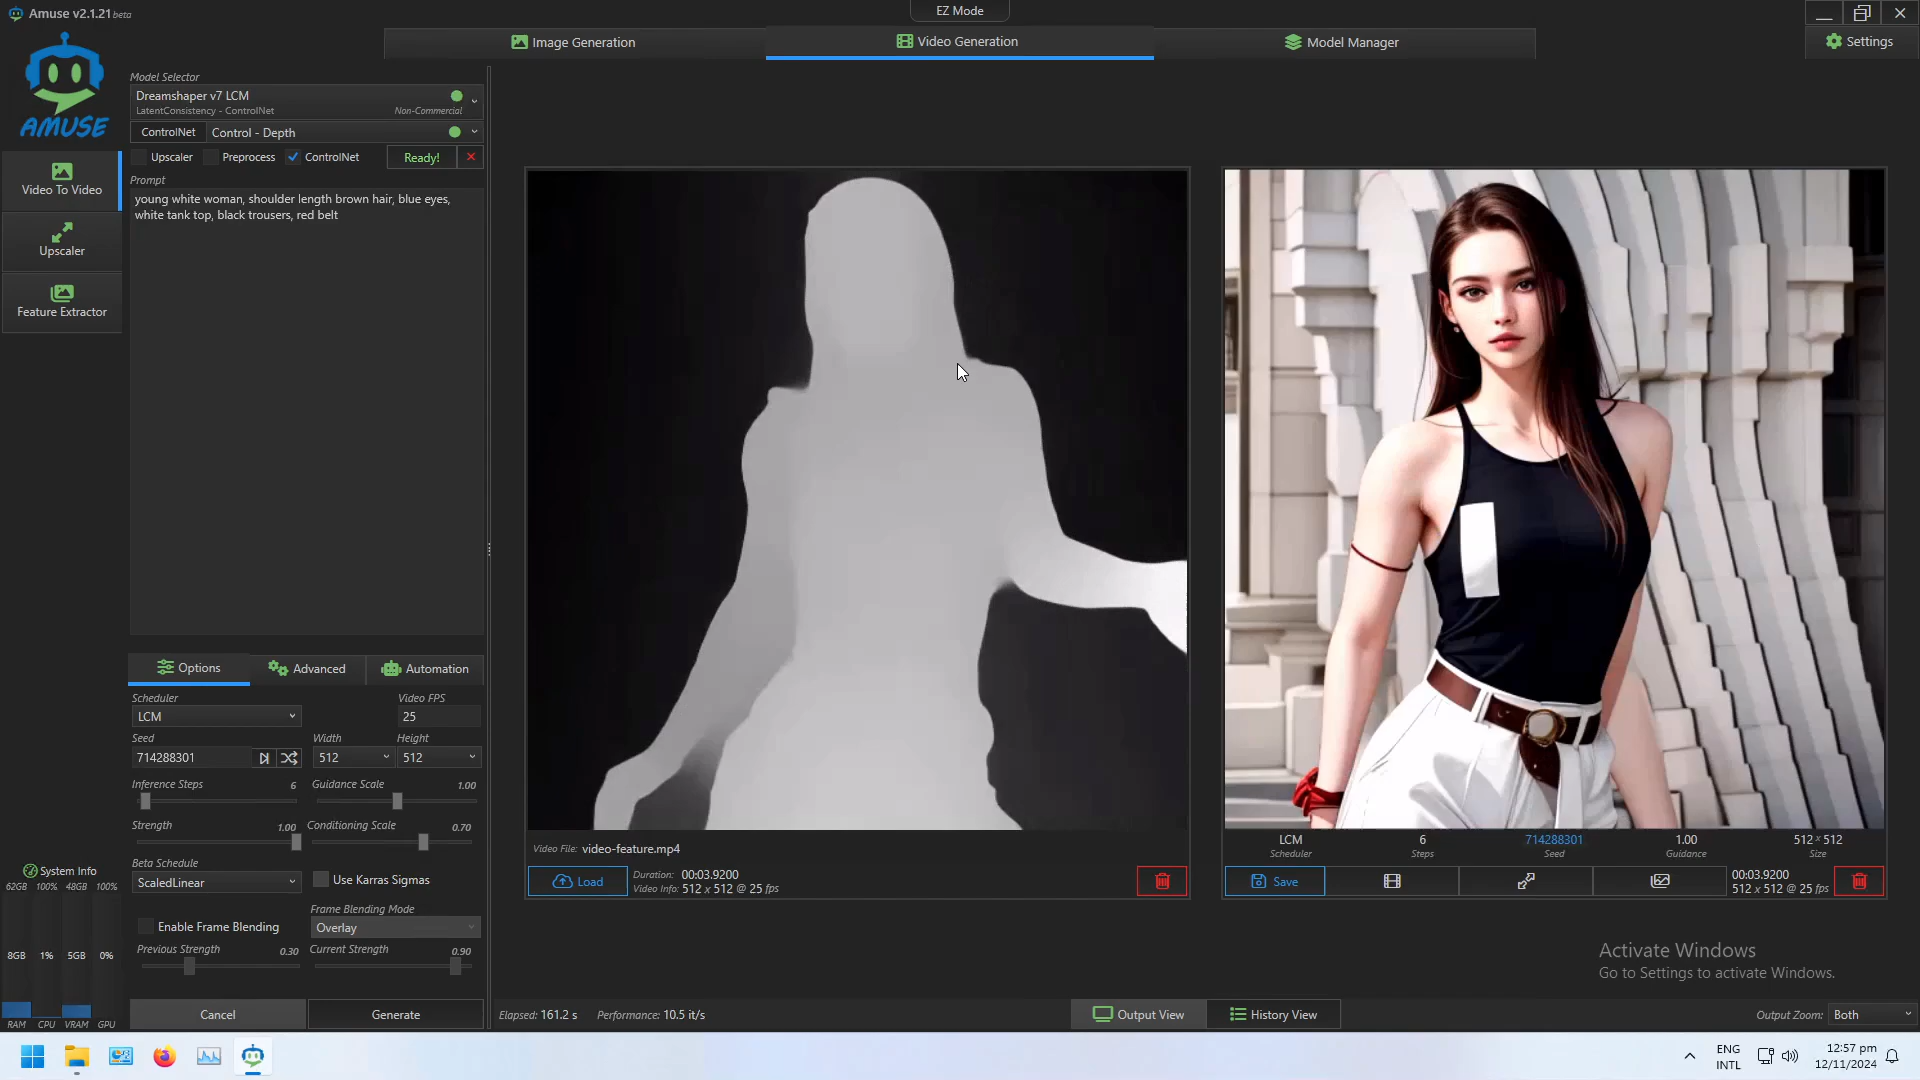 Amuse v2.1.21 beta
EZ Mode
Image Generation
Video Generation
Model Manager
Settings
AMUSE
Video To Video
Upscaler
Feature Extractor
Model Selector
Dreamshaper v7 LCM
LatentConsistency - ControlNet
Non-Commercial
ControlNet
Control - Depth
Upscaler
Preprocess
ControlNet
Ready!
Prompt
young white woman, shoulder length brown hair, blue eyes,
white tank top, black trousers, red belt
Options
Advanced
Automation
Scheduler
Video FPS
LCM
25
Seed
Width
Height
714288301
512
512
Inference Steps
6
Guidance Scale
1.00
Strength
1.00
Conditioning Scale
0.70
Beta Schedule
ScaledLinear
Use Karras Sigmas
Enable Frame Blending
Frame Blending Mode
Overlay
Previous Strength
0.30
Current Strength
0.90
Cancel
Generate
System Info
62GB 100% 48GB 100%
8GB 1% 5GB 0%
RAM CPU VRAM GPU
Video File: video-feature.mp4
Load
Duration: 00:03.9200
Video Info: 512 x 512 @ 25 fps
LCM
Scheduler
6
Steps
714288301
Seed
1.00
Guidance
512 x 512
Size
Save
00:03.9200
512 x 512 @ 25 fps
Activate Windows
Go to Settings to activate Windows.
Elapsed: 161.2 s
Performance: 10.5 it/s
Output View
History View
Output Zoom:
Both
ENG
INTL
12:57 pm
12/11/2024